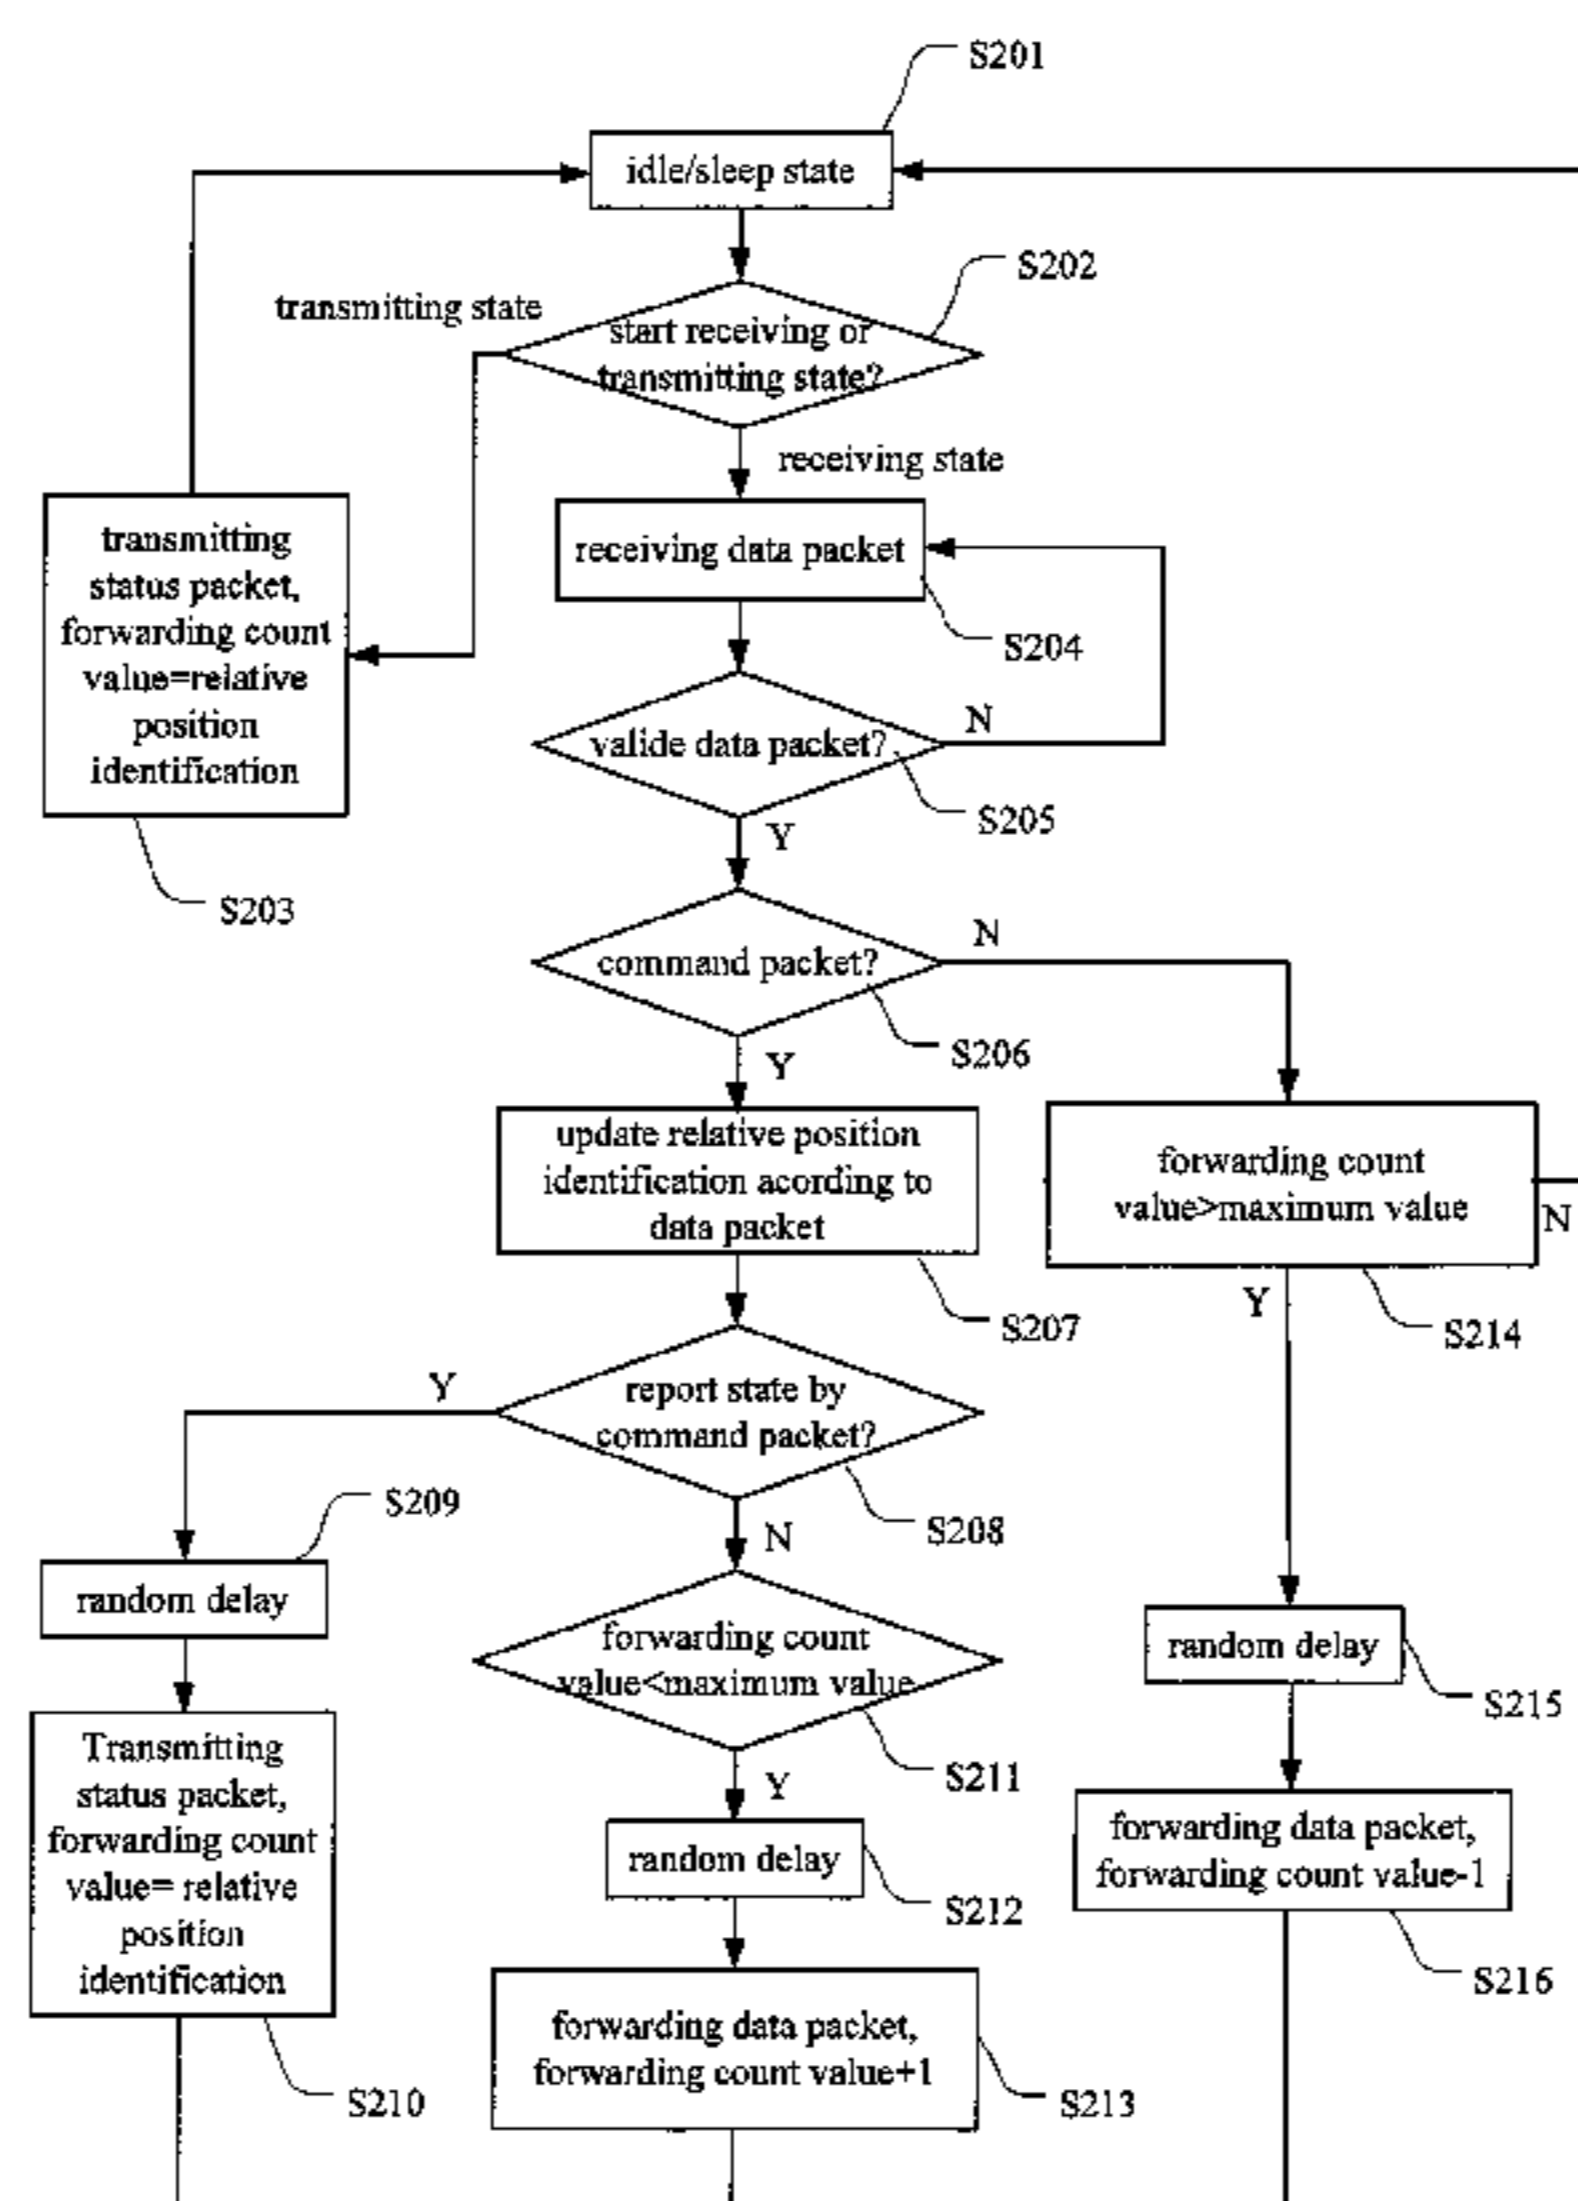 S201
idle/sleep state
S202
transmitting state
start receiving or
transmitting state?
receiving state
transmitting
status packet,
forwarding count
value=relative
position
identification
receiving data packet
S204
N
valide data packet?
S205
Y
S203
N
command packet?
S206
Y
update relative position
identification acording to
data packet
forwarding count
value>maximum value
N
S207
Y
S214
Y
report state by
command packet?
S209
S208
N
random delay
forwarding count
value<maximum value
random delay
S215
Transmitting
status packet,
forwarding count
value= relative
position
identification
S211
Y
random delay
S212
forwarding data packet,
forwarding count value-1
S216
forwarding data packet,
forwarding count value+1
S210
S213